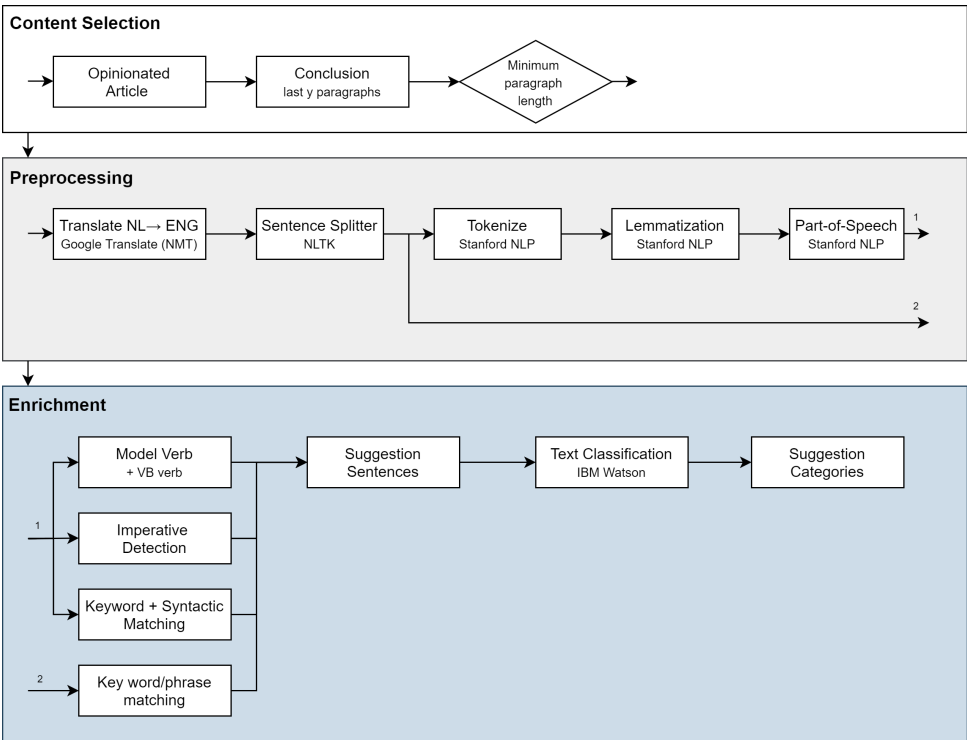 Content Selection
Opinionated
Article
Conclusion
last y paragraphs
Minimum
paragraph
length
Preprocessing
Translate NL→ ENG
Google Translate (NMT)
Sentence Splitter
NLTK
Tokenize
Stanford NLP
Lemmatization
Stanford NLP
Part-of-Speech
Stanford NLP
1
2
Enrichment
Model Verb
+ VB verb
Suggestion
Sentences
Text Classification
IBM Watson
Suggestion
Categories
1
Imperative
Detection
Keyword + Syntactic
Matching
2
Key word/phrase
matching